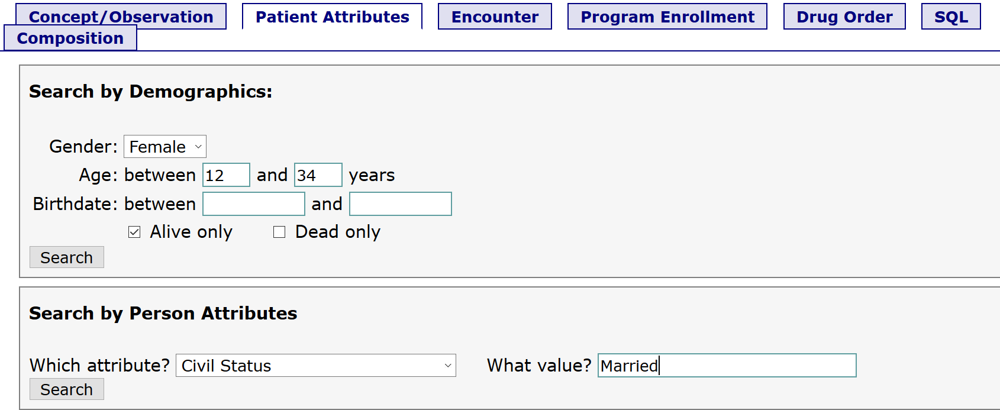 Concept/Observation Patient Attributes Encounter Program Enrollment Drug Order SQL
Composition
Search by Demographics:
Gender: Female
Age: between 12 and 34 years
Birthdate: between and
Alive only Dead only
Search
Search by Person Attributes
Which attribute? Civil Status What value? Married
Search